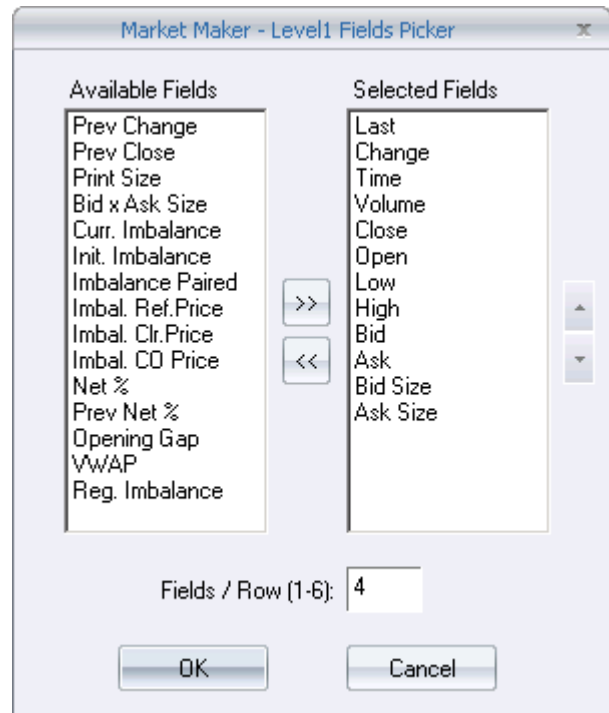 Market Maker - Level1 Fields Picker
x
Available Fields
Prev Change
Prev Close
Print Size
Bid x Ask Size
Curr. Imbalance
Init. Imbalance
Imbalance Paired
Imbal. Ref.Price
Imbal. Clr.Price
Imbal. CO Price
Net %
Prev Net %
Opening Gap
VWAP
Reg. Imbalance
>>
<<
Selected Fields
Last
Change
Time
Volume
Close
Open
Low
High
Bid
Ask
Bid Size
Ask Size
Fields / Row (1-6): 4
OK
Cancel